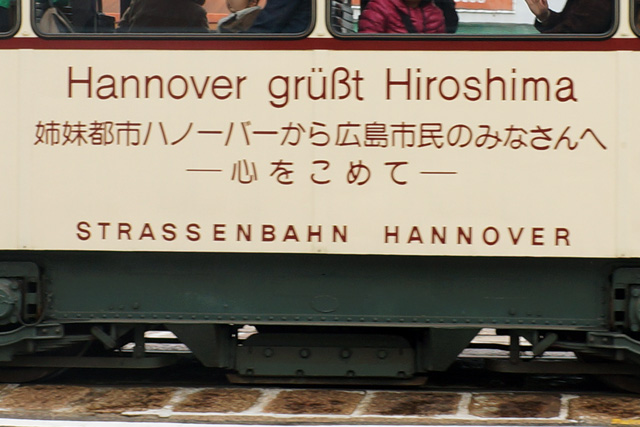 Hannover grüßt Hiroshima
姉妹都市ハノーバーから広島市民のみなさんへ
—心をこめて—
STRASSENBAHN HANNOVER